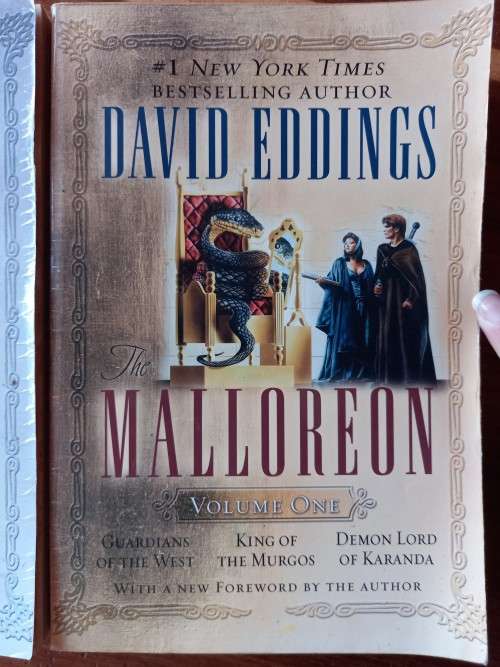 #1 New York Times
BESTSELLING AUTHOR
DAVID EDDINGS
The
MALLOREON
VOLUME ONE
GUARDIANS OF THE WEST
KING OF THE MURGOS
DEMON LORD OF KARANDA
WITH A NEW FOREWORD BY THE AUTHOR